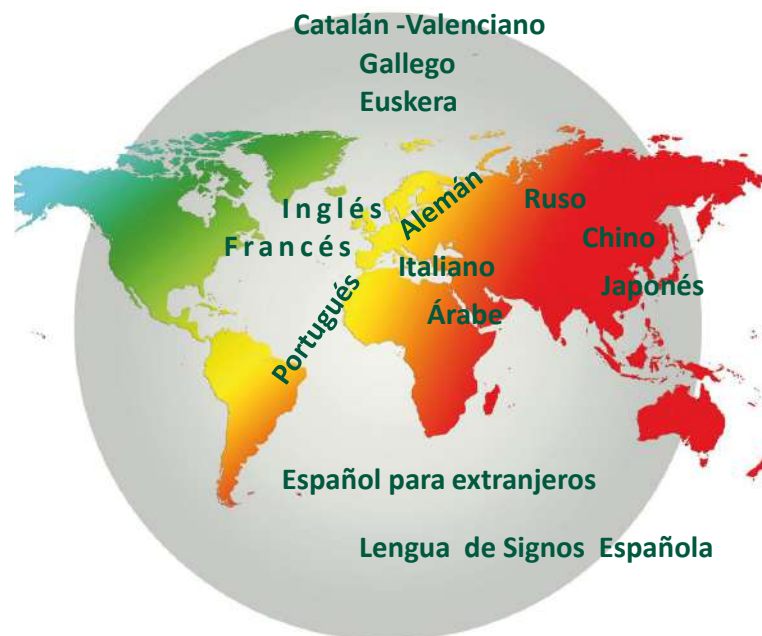 Catalán -Valenciano
Gallego
Euskera
Inglés
Alemán
Ruso
Francés
Chino
Italiano
Japonés
Portugués
Árabe
Español para extranjeros
Lengua de Signos Española